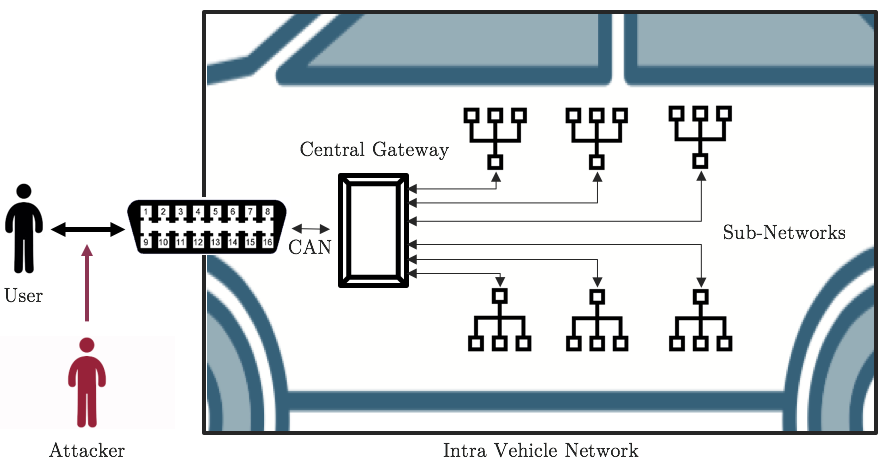 Central Gateway
1 2 3 4 5 6 7 8
9 10 11 12 13 14 15 16
CAN
Sub-Networks
User
Attacker
Intra Vehicle Network